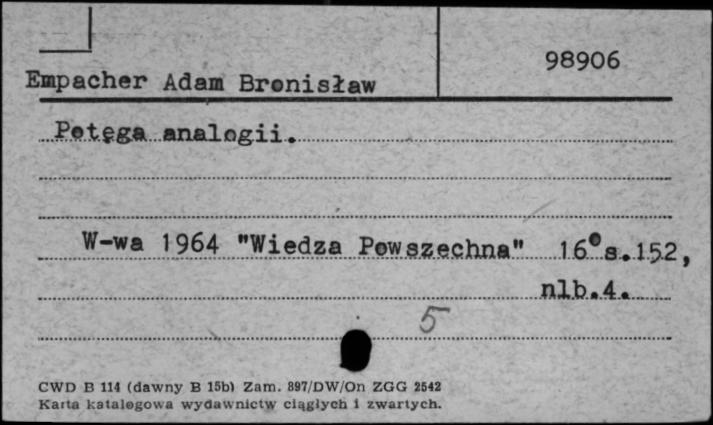 98906
Empacher Adam Bronisław
Potęga analogii.
W-wa 1964 "Wiedza Powszechna" 16° s.152,
nlb.4.
5
CWD B 114 (dawny B 15b) Zam. 897/DW/On ZGG 2542
Karta katalogowa wydawnictw ciągłych i zwartych.